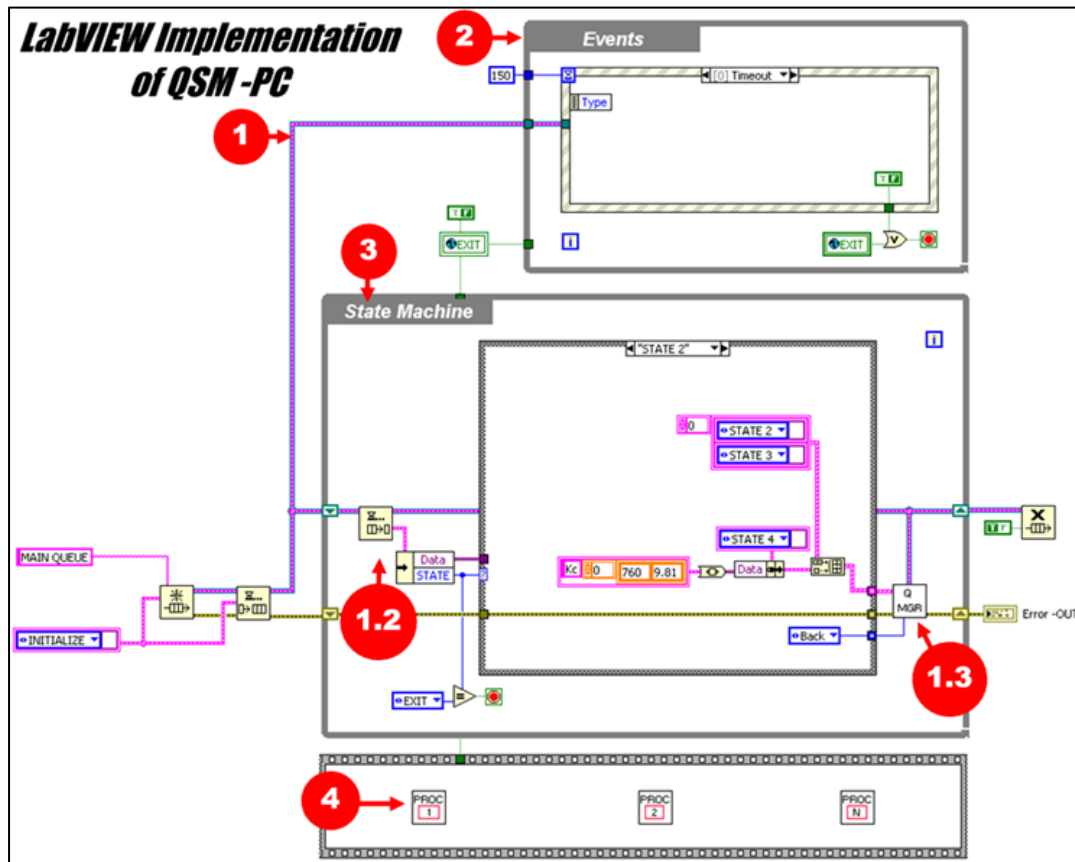 LabVIEW Implementation
of QSM -PC
2
Events
150
[0] Timeout
Type
1
T F
EXIT
i
EXIT
V
T F
3
State Machine
i
"STATE 2"
0
STATE 2
STATE 3
STATE 4
MAIN QUEUE
Data
STATE
?
Kc
0
760
9.81
Data
1.2
INITIALIZE
Q
MGR
T F
Error -OUT
Back
1.3
EXIT
=
4
PROC
1
PROC
2
PROC
N